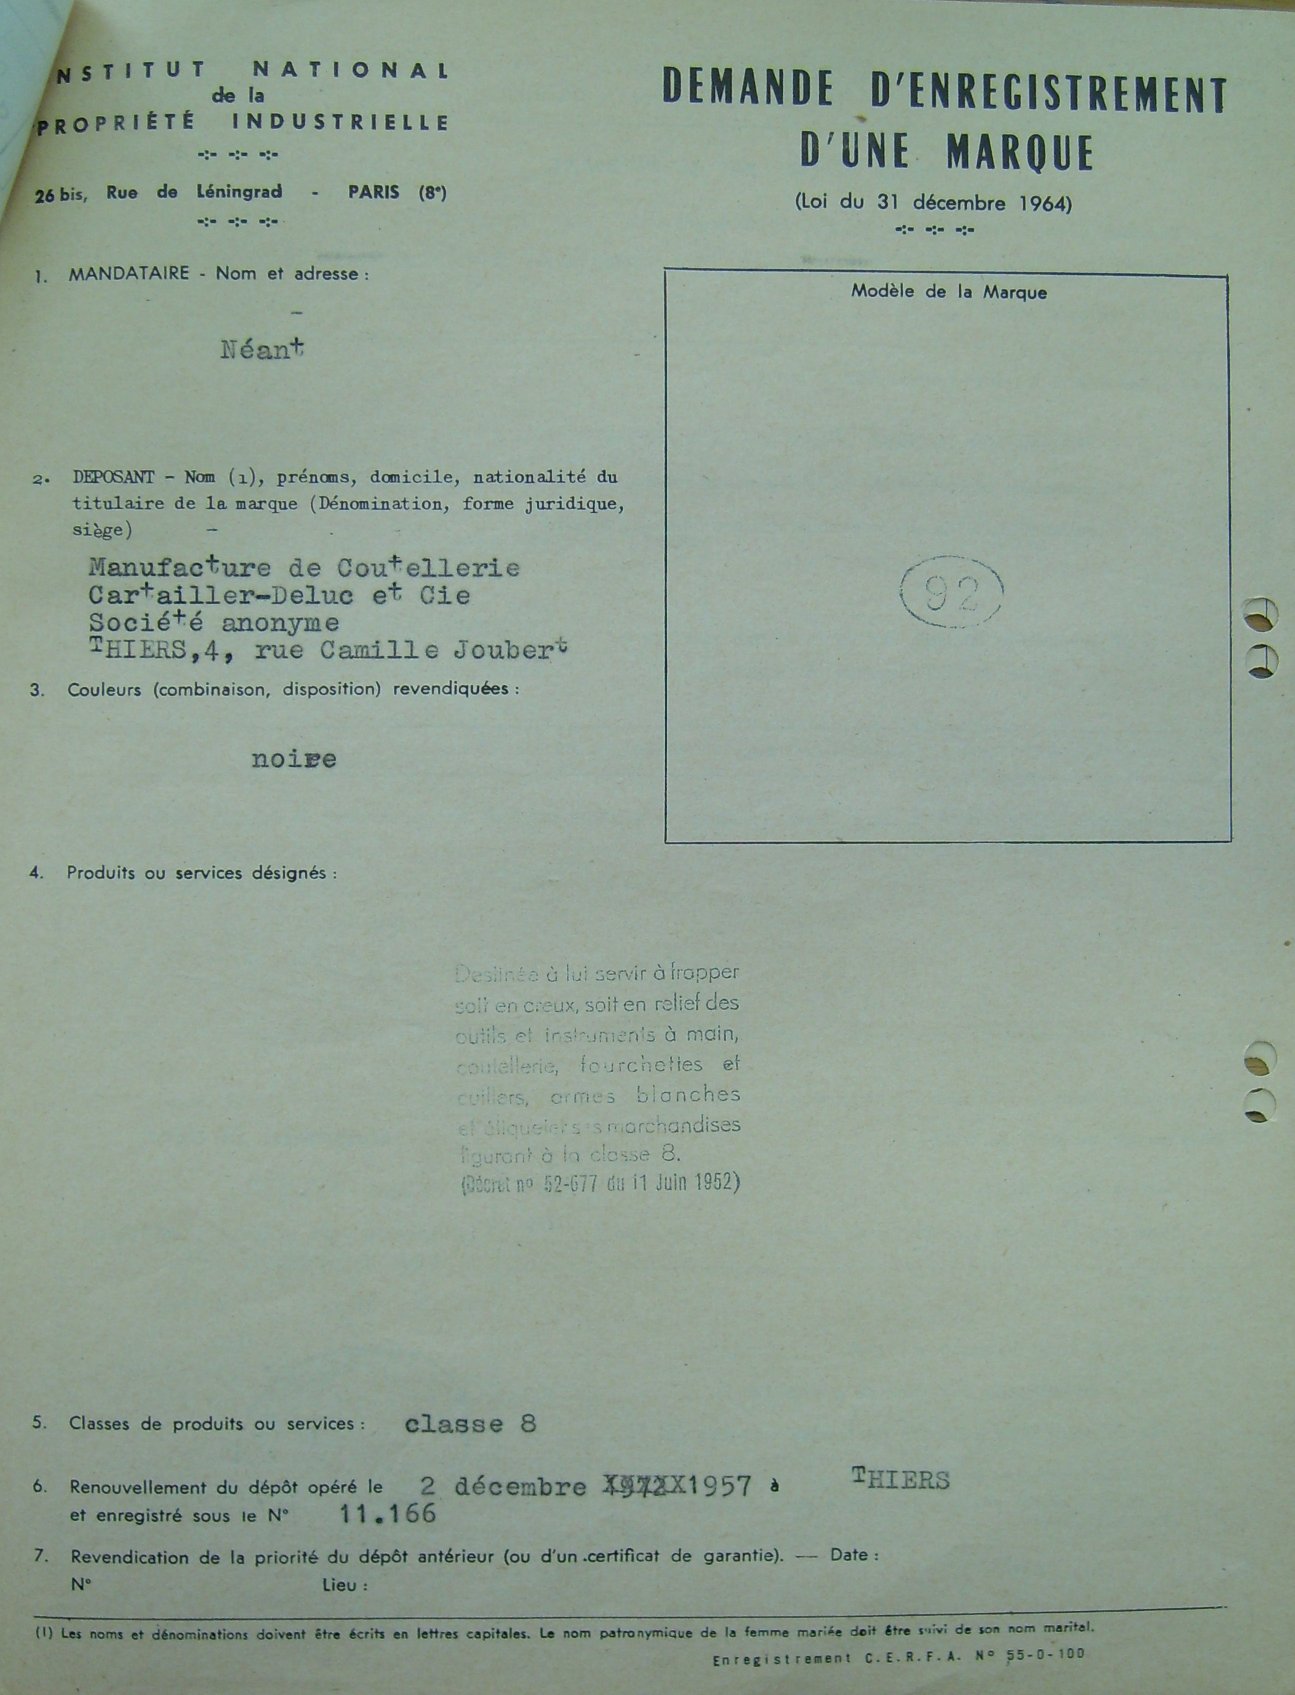 NSTITUT NATIONAL
de la
PROPRIÉTÉ INDUSTRIELLE
-:- -:- -:-
26 bis, Rue de Léningrad - PARIS (8e)
-:- -:- -:-
DEMANDE D'ENREGISTREMENT
D'UNE MARQUE
(Loi du 31 décembre 1964)
-:- -:- -:-
1. MANDATAIRE - Nom et adresse :
Néant
Modèle de la Marque
92
2. DEPOSANT - Nom (1), prénoms, domicile, nationalité du
titulaire de la marque (Dénomination, forme juridique,
siège)
Manufacture de Coutellerie
Cartailler-Deluc et Cie
Société anonyme
THIERS,4, rue Camille Joubert
3. Couleurs (combinaison, disposition) revendiquées :
noire
4. Produits ou services désignés :
Destinée à lui servir à frapper
soit en creux, soit en relief des
outils et instruments à main,
coutellerie, fourchettes et
cuillers, armes blanches
et étiqueter ses marchandises
figurant à la classe 8.
(Décret no 52-677 du 11 Juin 1952)
5. Classes de produits ou services : classe 8
6. Renouvellement du dépôt opéré le 2 décembre 1957 à THIERS
et enregistré sous le N° 11.166
7. Revendication de la priorité du dépôt antérieur (ou d'un certificat de garantie). — Date :
N° Lieu :
(1) Les noms et dénominations doivent être écrits en lettres capitales. Le nom patronymique de la femme mariée doit être suivi de son nom marital.
Enregistrement C.E.R.F.A. N° 55-0-100